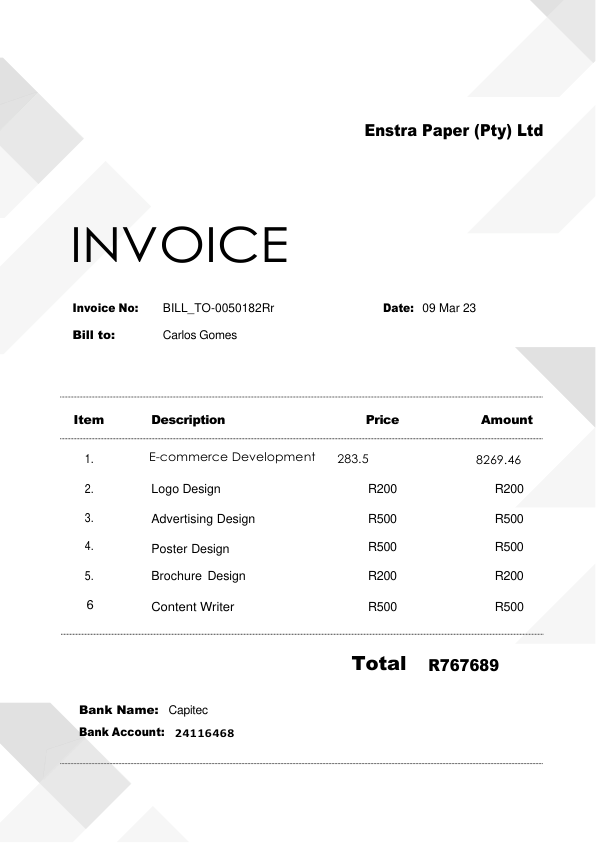 Enstra Paper (Pty) Ltd
INVOICE
Invoice No: BILL_TO-0050182Rr Date: 09 Mar 23
Bill to: Carlos Gomes
Item Description Price Amount
1. E-commerce Development 283.5 8269.46
2. Logo Design R200 R200
3. Advertising Design R500 R500
4. Poster Design R500 R500
5. Brochure Design R200 R200
6 Content Writer R500 R500
Total R767689
Bank Name: Capitec
Bank Account: 24116468